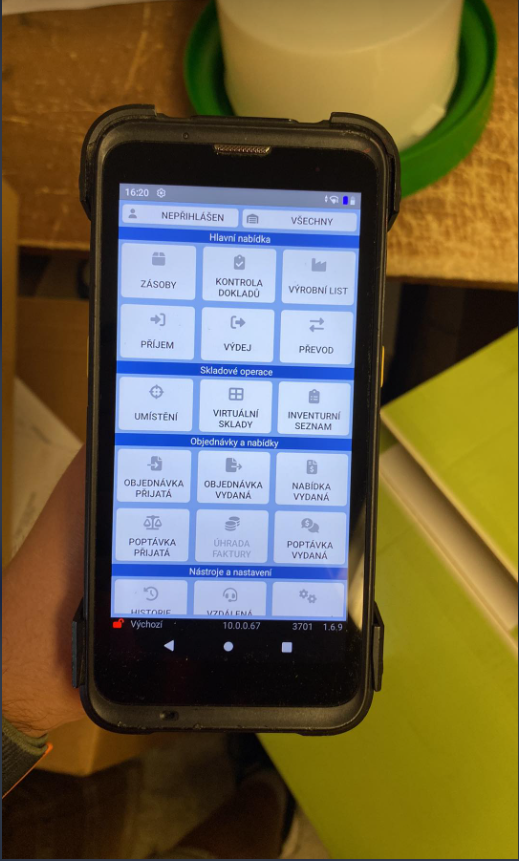 16:20
NEPŘIHLÁŠEN VŠECHNY
Hlavní nabídka
ZÁSOBY
KONTROLA
DOKLADŮ
VÝROBNÍ LIST
PŘÍJEM
VÝDEJ
PŘEVOD
Skladové operace
UMÍSTĚNÍ
VIRTUÁLNÍ
SKLADY
INVENTURNÍ
SEZNAM
Objednávky a nabídky
OBJEDNÁVKA
PŘIJATÁ
OBJEDNÁVKA
VYDANÁ
NABÍDKA
VYDANÁ
POPTÁVKA
PŘIJATÁ
ÚHRADA
FAKTURY
POPTÁVKA
VYDANÁ
Nástroje a nastavení
HISTORIE
VZDÁLENÁ
Výchozí 10.0.0.67 3701 1.6.9